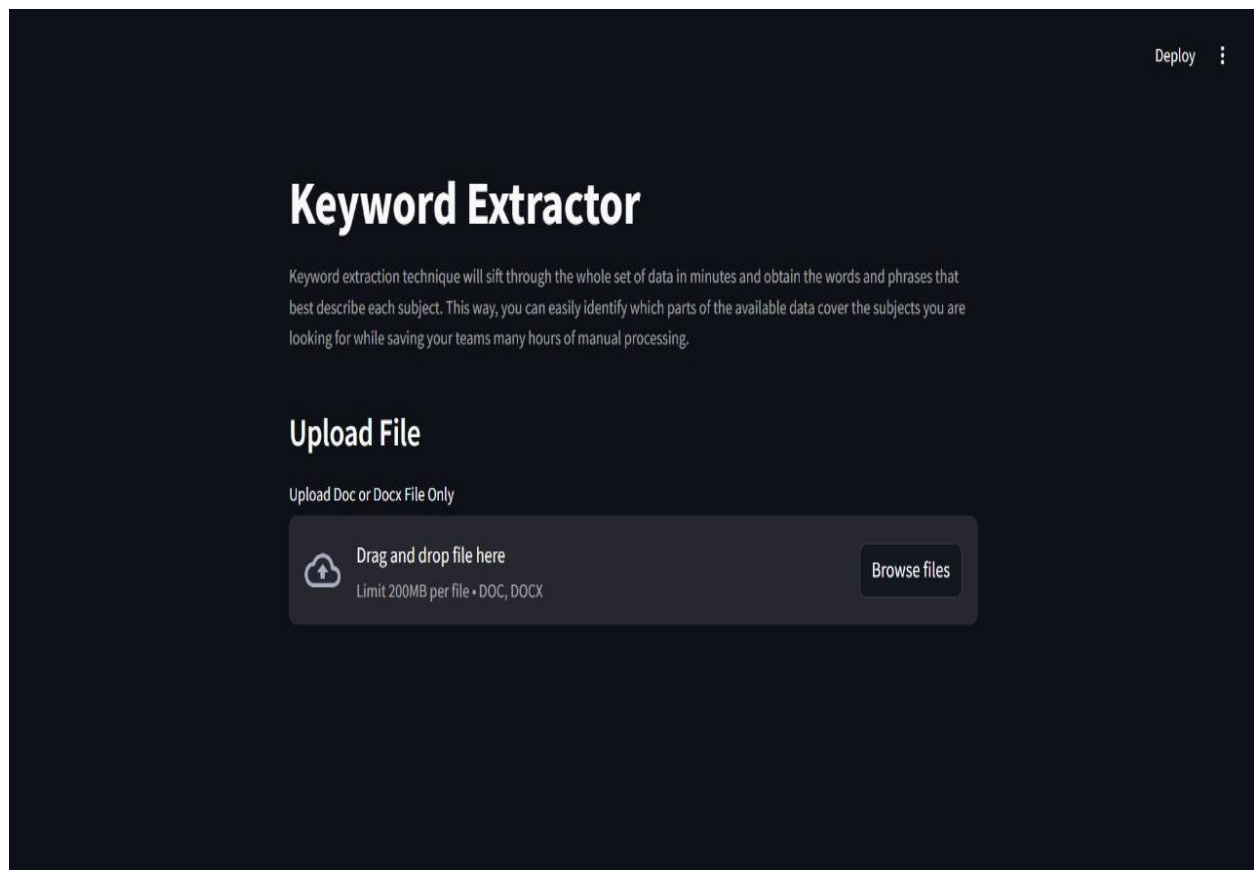 Deploy
Keyword Extractor
Keyword extraction technique will sift through the whole set of data in minutes and obtain the words and phrases that
best describe each subject. This way, you can easily identify which parts of the available data cover the subjects you are
looking for while saving your teams many hours of manual processing.
Upload File
Upload Doc or Docx File Only
Drag and drop file here
Limit 200MB per file • DOC, DOCX
Browse files